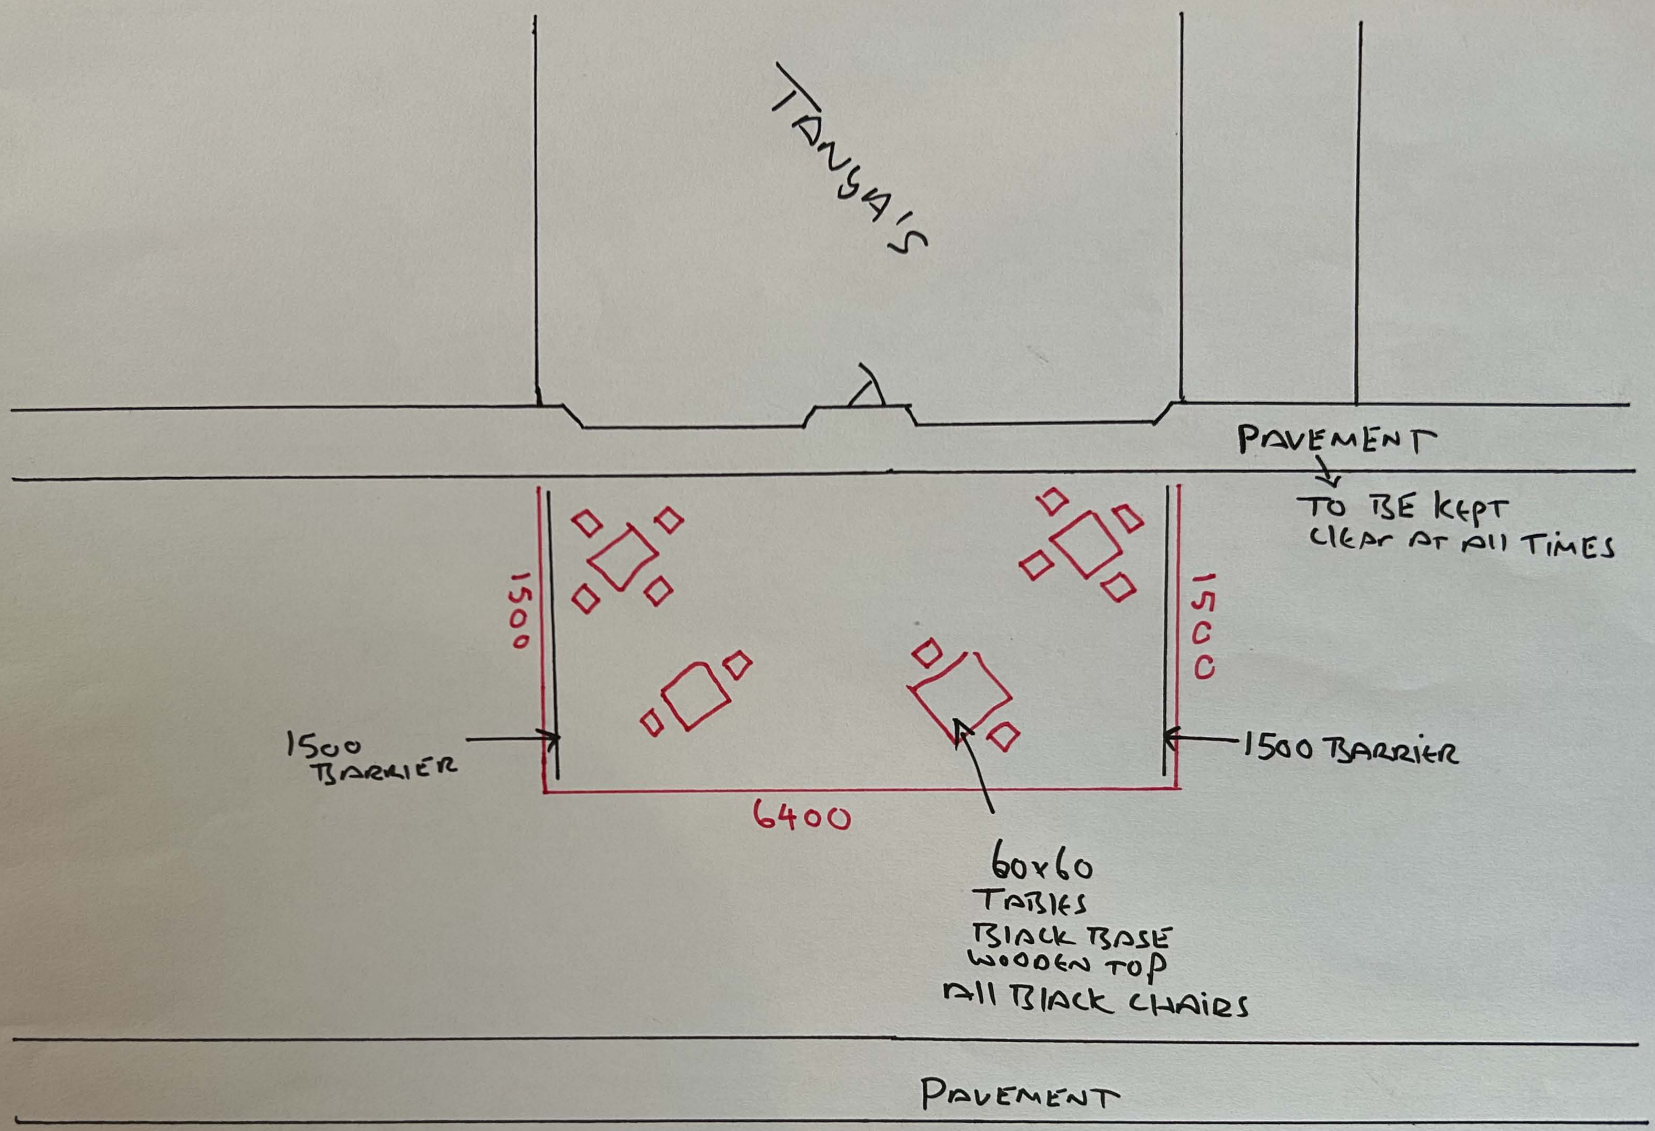 TANYA'S
PAVEMENT
TO BE KEPT
CLEAR AT All TIMES
1500
1500
1500
BARRIER
1500 BARRIER
6400
60x60
TABLES
BLACK BASE
WOODEN TOP
All BLACK CHAIRS
PAVEMENT